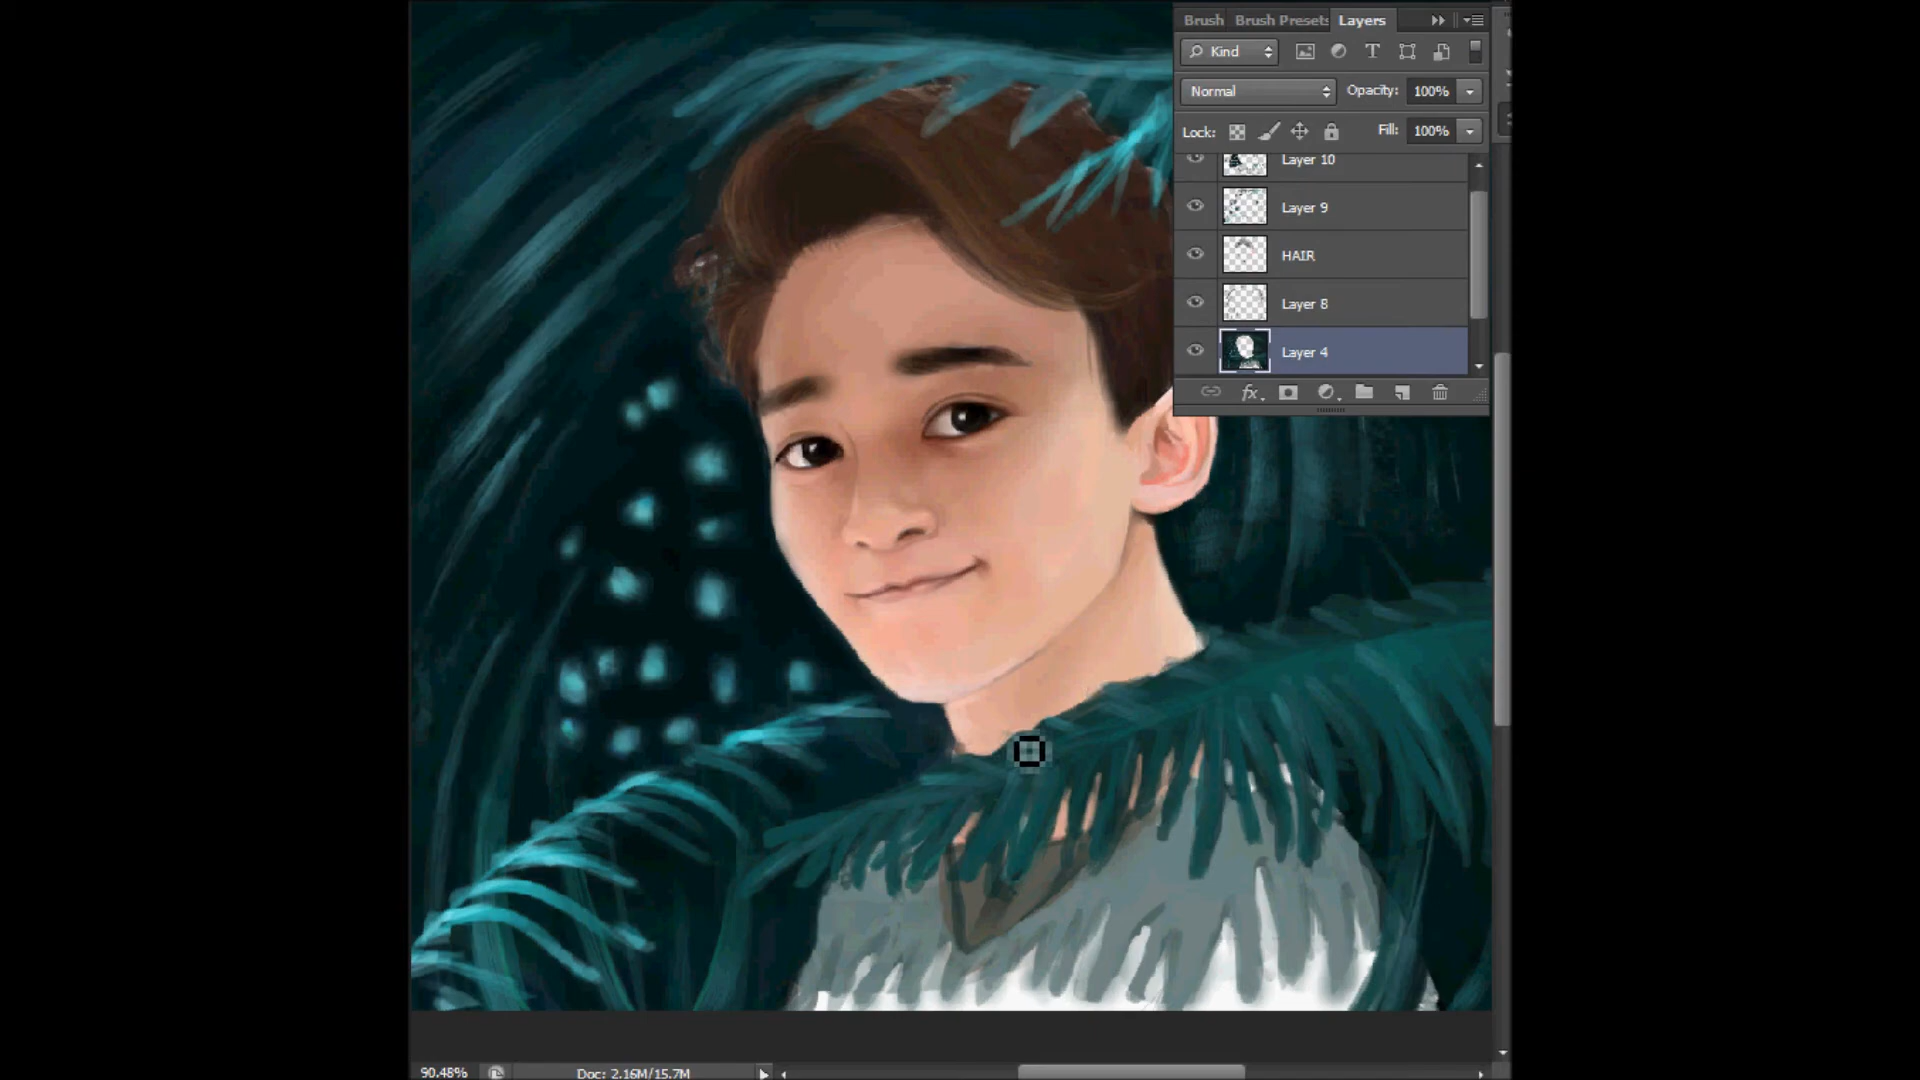 Brush Brush Presets Layers
Kind
Normal Opacity: 100%
Lock: Fill: 100%
Layer 10
Layer 9
HAIR
Layer 8
Layer 4
fx
90.48% Doc: 2.16M/15.7M